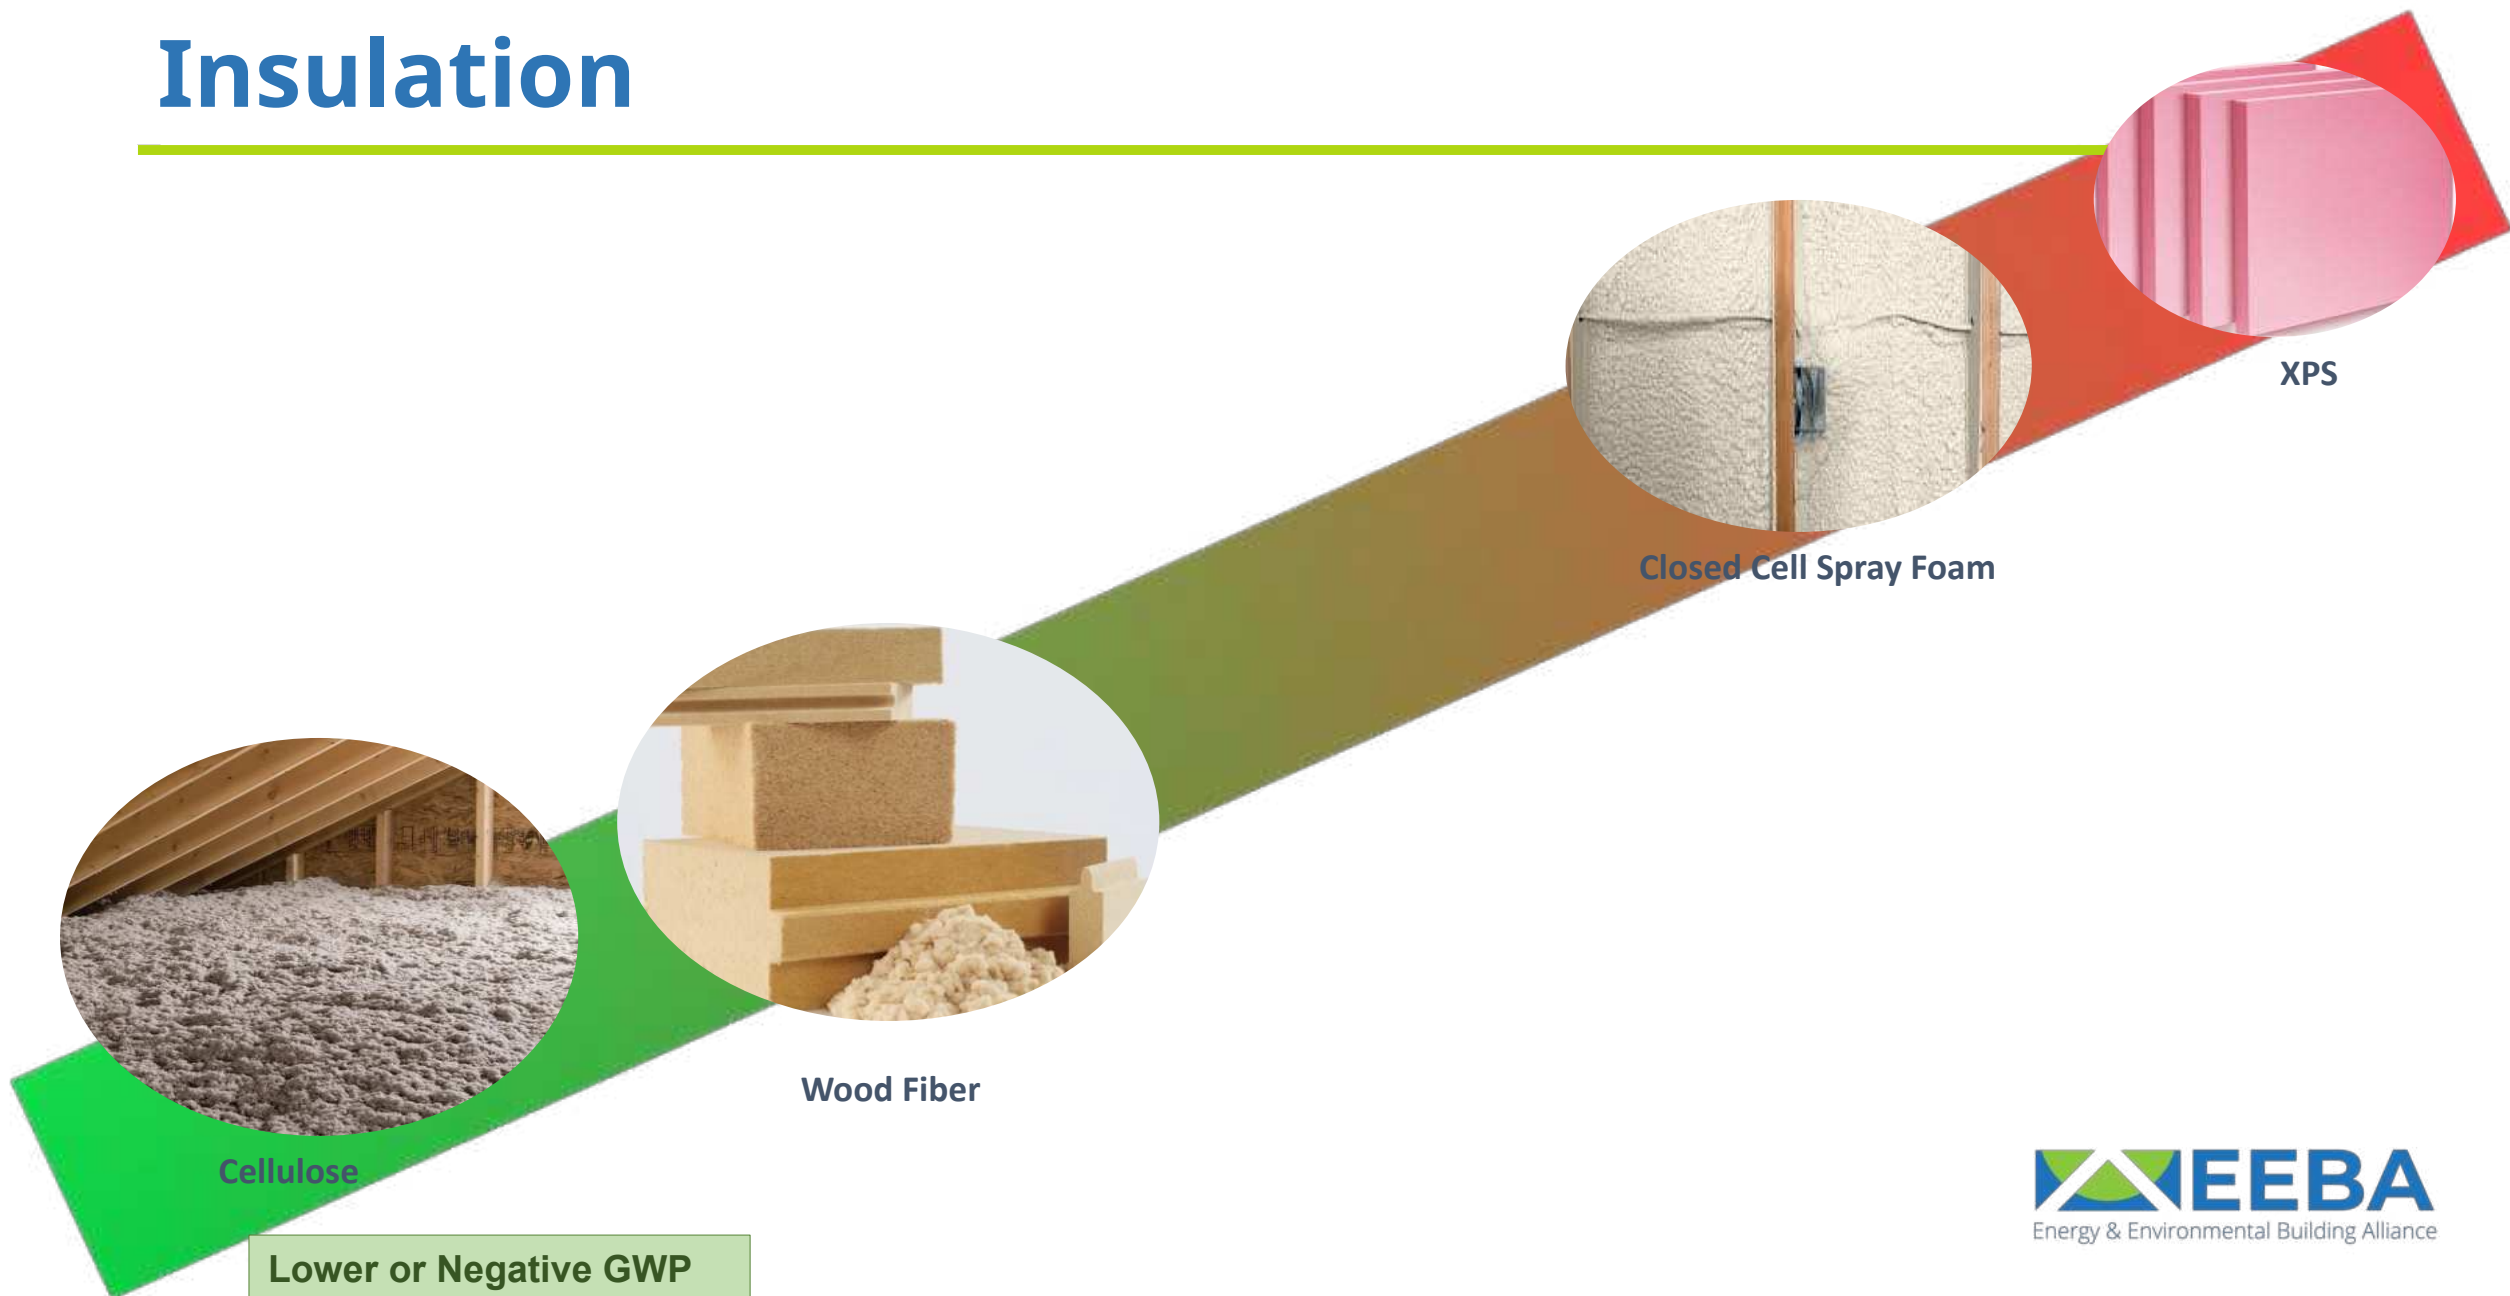 Insulation
XPS
Closed Cell Spray Foam
Wood Fiber
Cellulose
EEBA
Energy & Environmental Building Alliance
Lower or Negative GWP